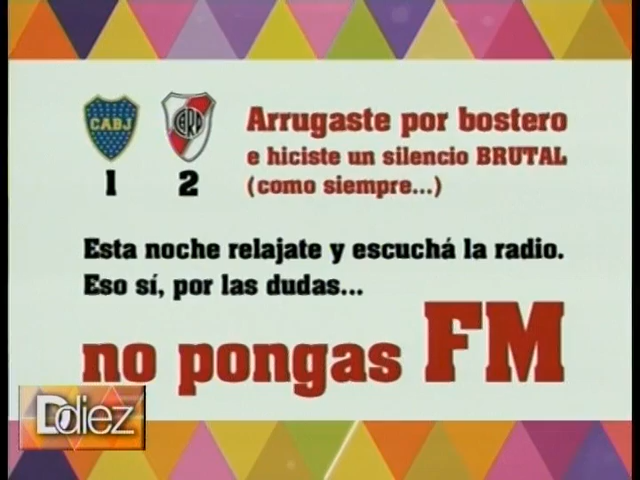 CABJ
CARP
1 2
Arrugaste por bostero
e hiciste un silencio BRUTAL
(como siempre...)
Esta noche relajate y escuchá la radio.
Eso sí, por las dudas...
no pongas FM
Ddiez